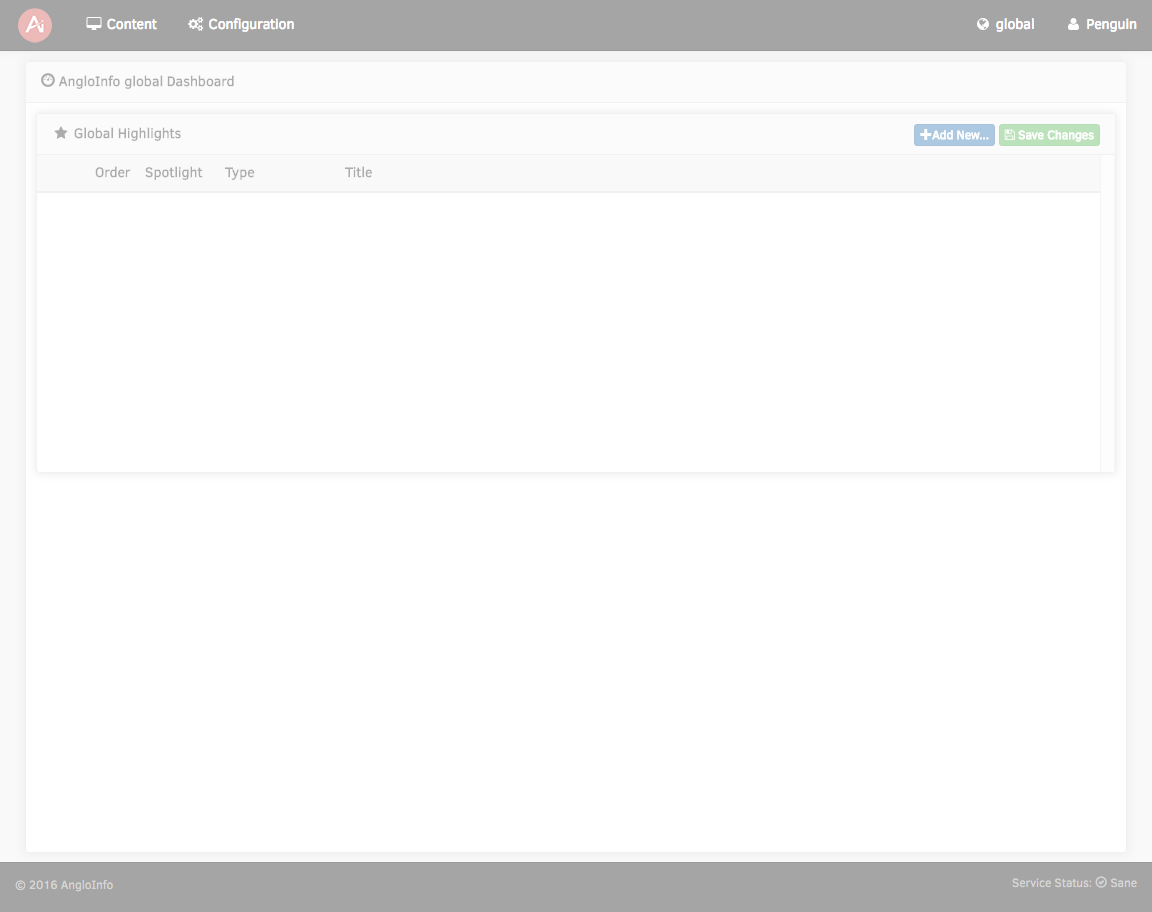 Ai Content Configuration global Penguin
AngloInfo global Dashboard
Global Highlights Add New... Save Changes
Order Spotlight Type Title
© 2016 AngloInfo Service Status: Sane